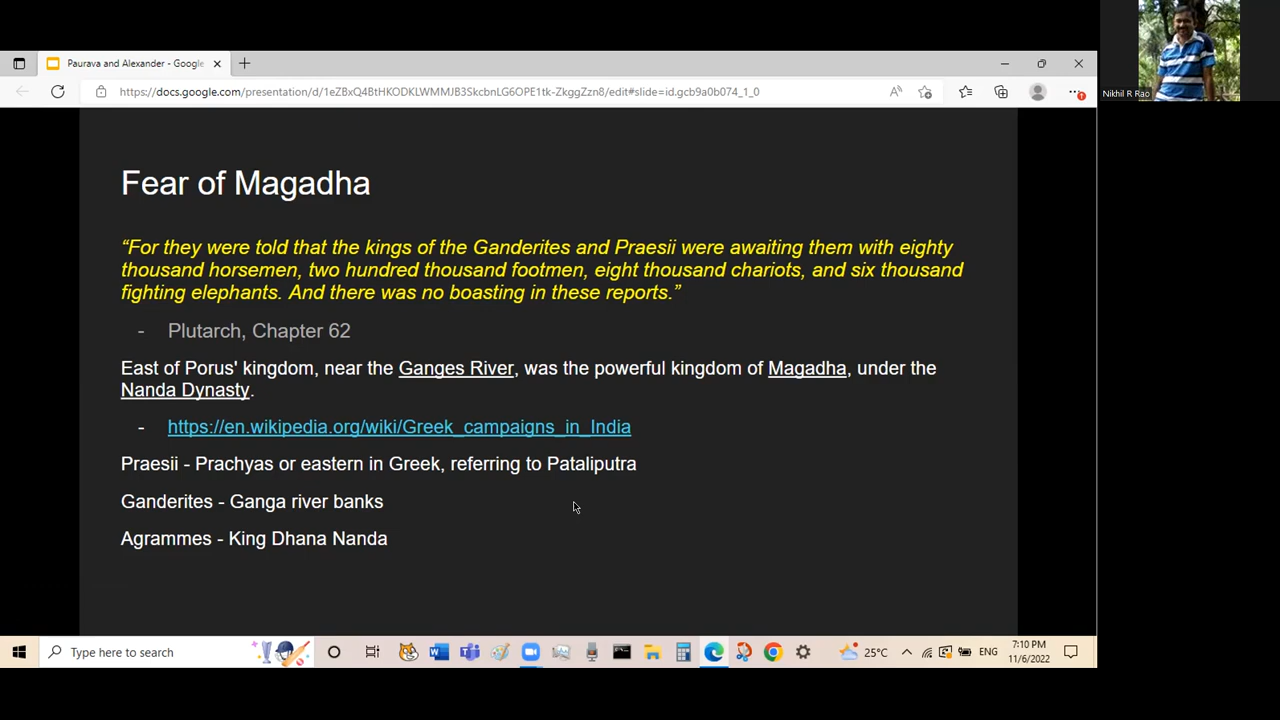 Nikhil R Rao
Paurava and Alexander - Google
https://docs.google.com/presentation/d/1eZBxQ4BtHKODKLWMMJB3SkcbnLG6OPE1tk-ZkggZzn8/edit#slide=id.gcb9a0b074_1_0
Fear of Magadha
“For they were told that the kings of the Ganderites and Praesii were awaiting them with eighty
thousand horsemen, two hundred thousand footmen, eight thousand chariots, and six thousand
fighting elephants. And there was no boasting in these reports.”
- Plutarch, Chapter 62
East of Porus' kingdom, near the Ganges River, was the powerful kingdom of Magadha, under the
Nanda Dynasty.
- https://en.wikipedia.org/wiki/Greek_campaigns_in_India
Praesii - Prachyas or eastern in Greek, referring to Pataliputra
Ganderites - Ganga river banks
Agrammes - King Dhana Nanda
Type here to search
25°C
ENG
7:10 PM
11/6/2022